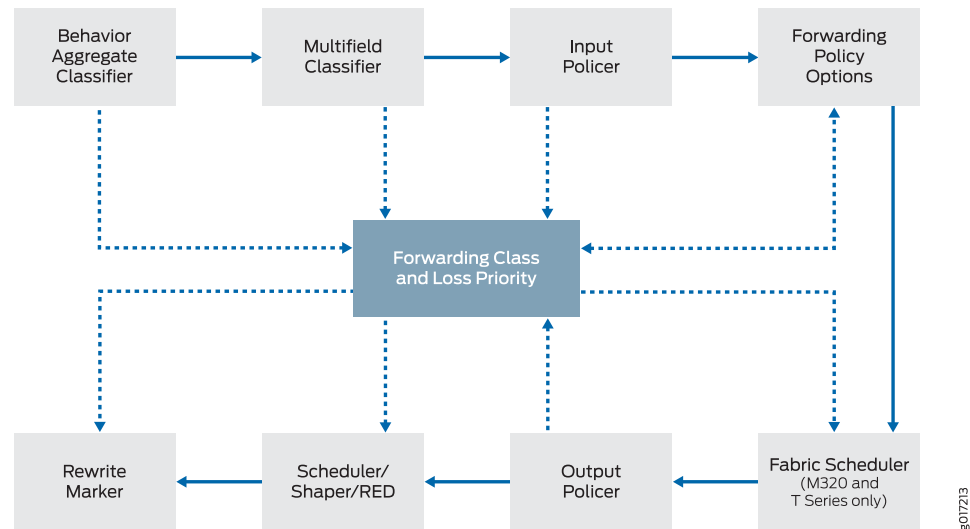 Behavior
Aggregate
Classifier
Multifield
Classifier
Input
Policer
Forwarding
Policy
Options
Forwarding Class
and Loss Priority
Rewrite
Marker
Scheduler/
Shaper/RED
Output
Policer
Fabric Scheduler
(M320 and
T Series only)
g017213